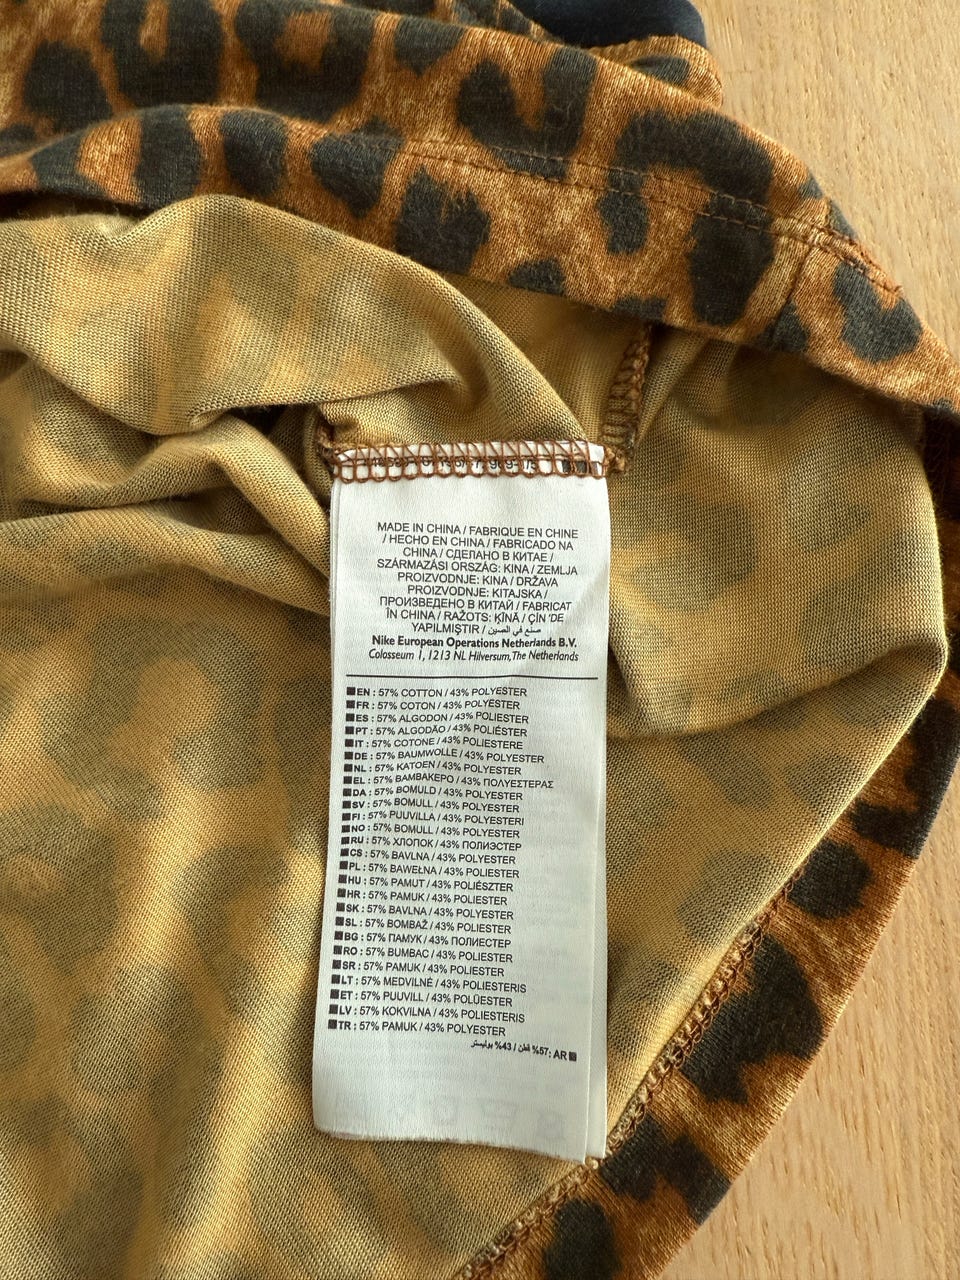 MADE IN CHINA / FABRIQUE EN CHINE
/ HECHO EN CHINA / FABRICADO NA
CHINA / СДЕЛАНО В КИТАЕ /
SZÁRMAZÁSI ORSZÁG: KINA / ZEMLJA
PROIZVODNJE: KINA / DRŽAVA
PROIZVODNJE: KITAJSKA /
ПРОИЗВЕДЕНО В КИТАЙ / FABRICAT
ÎN CHINA / RAŽOTS: ĶĪNĀ / ÇİN 'DE
YAPILMIŞTIR / صنع في الصين
Nike European Operations Netherlands B.V.
Colosseum 1, 1213 NL Hilversum, The Netherlands
EN : 57% COTTON / 43% POLYESTER
FR : 57% COTON / 43% POLYESTER
ES : 57% ALGODON / 43% POLIESTER
PT : 57% ALGODÃO / 43% POLIÉSTER
IT : 57% COTONE / 43% POLIESTERE
DE : 57% BAUMWOLLE / 43% POLYESTER
NL : 57% KATOEN / 43% POLYESTER
EL : 57% ΒΑΜΒΑΚΕΡΟ / 43% ΠΟΛΥΕΣΤΕΡΑΣ
DA : 57% BOMULD / 43% POLYESTER
SV : 57% BOMULL / 43% POLYESTER
FI : 57% PUUVILLA / 43% POLYESTERI
NO : 57% BOMULL / 43% POLYESTER
RU : 57% ХЛОПОК / 43% ПОЛИЭСТЕР
CS : 57% BAVLNA / 43% POLYESTER
PL : 57% BAWEŁNA / 43% POLIESTER
HU : 57% PAMUT / 43% POLIÉSZTER
HR : 57% PAMUK / 43% POLIESTER
SK : 57% BAVLNA / 43% POLYESTER
SL : 57% BOMBAŽ / 43% POLIESTER
BG : 57% ПАМУК / 43% ПОЛИЕСТЕР
RO : 57% BUMBAC / 43% POLIESTER
SR : 57% PAMUK / 43% POLIESTER
LT : 57% MEDVILNĖ / 43% POLIESTERIS
ET : 57% PUUVILL / 43% POLÜESTER
LV : 57% KOKVILNA / 43% POLIESTERIS
TR : 57% PAMUK / 43% POLYESTER
AR :57% قطن / 43% بوليستر